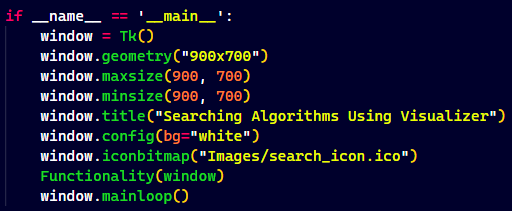 if __name__ == '__main__':
    window = Tk()
    window.geometry("900x700")
    window.maxsize(900, 700)
    window.minsize(900, 700)
    window.title("Searching Algorithms Using Visualizer")
    window.config(bg="white")
    window.iconbitmap("Images/search_icon.ico")
    Functionality(window)
    window.mainloop()